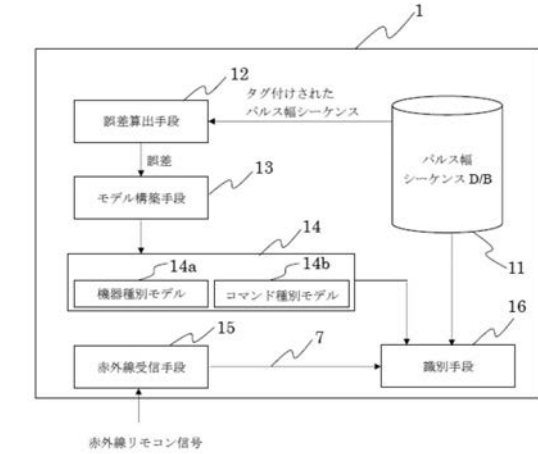 1
12
タグ付けされた
パルス幅シーケンス
誤差算出手段
パルス幅
シーケンス D/B
誤差
13
モデル構築手段
14
14a
14b
機器種別モデル
コマンド種別モデル
11
15
7
16
赤外線受信手段
識別手段
赤外線リモコン信号